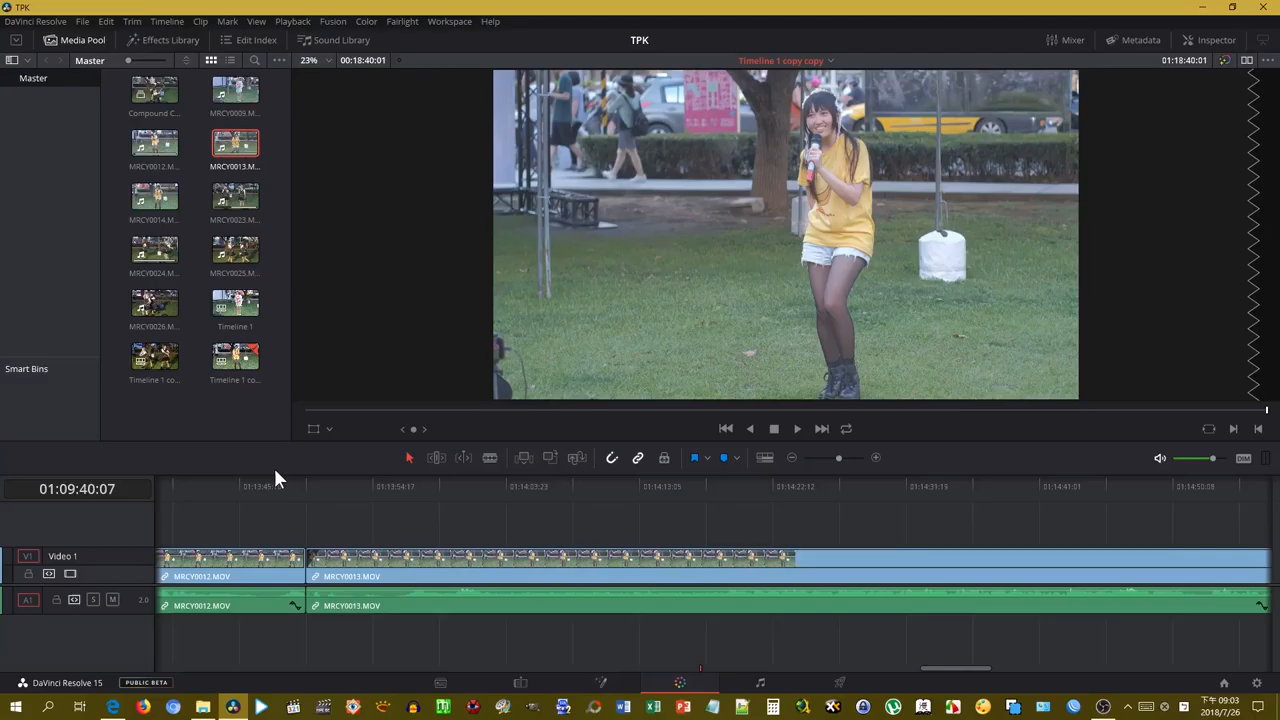 TPK
DaVinci Resolve File Edit Trim Timeline Clip Mark View Playback Fusion Color Fairlight Workspace Help
Media Pool Effects Library Edit Index Sound Library TPK Mixer Metadata Inspector
Master 23% 00:18:40:01 Timeline 1 copy copy 01:18:40:01
Master
Compound C... MRCY0009.M...
MRCY0012.M... MRCY0013.M...
MRCY0014.M... MRCY0023.M...
MRCY0024.M... MRCY0025.M...
MRCY0026.M... Timeline 1
Smart Bins
Timeline 1 co... Timeline 1 co...
DIM
01:09:40:07
01:13:45 01:13:54:17 01:14:03:23 01:14:13:05 01:14:22:12 01:14:31:19 01:14:41:01 01:14:50:08
V1 Video 1
MRCY0012.MOV MRCY0013.MOV
A1 S M 2.0
MRCY0012.MOV MRCY0013.MOV
DaVinci Resolve 15 PUBLIC BETA
下午 09:03
2018/7/26